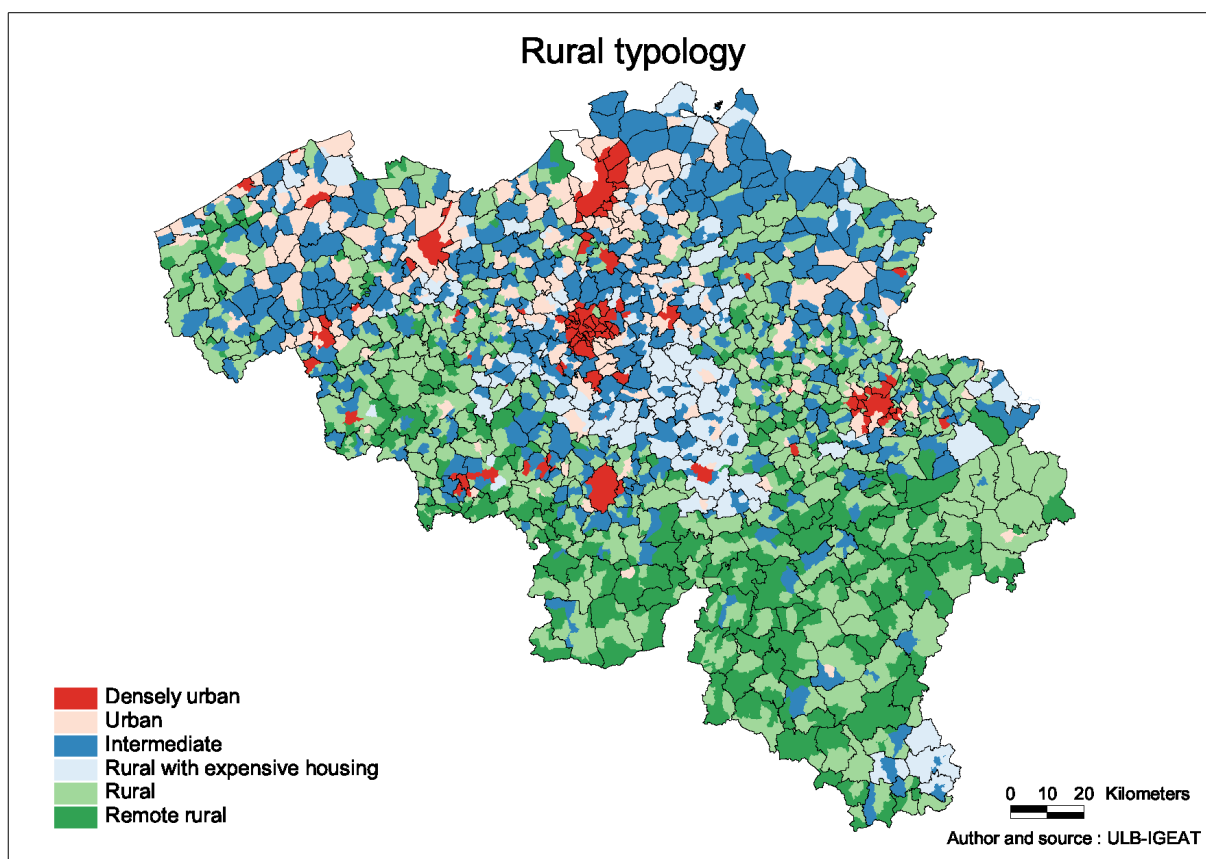 Rural typology
Densely urban
Urban
Intermediate
Rural with expensive housing
Rural
Remote rural
0 10 20 Kilometers
Author and source : ULB-IGEAT